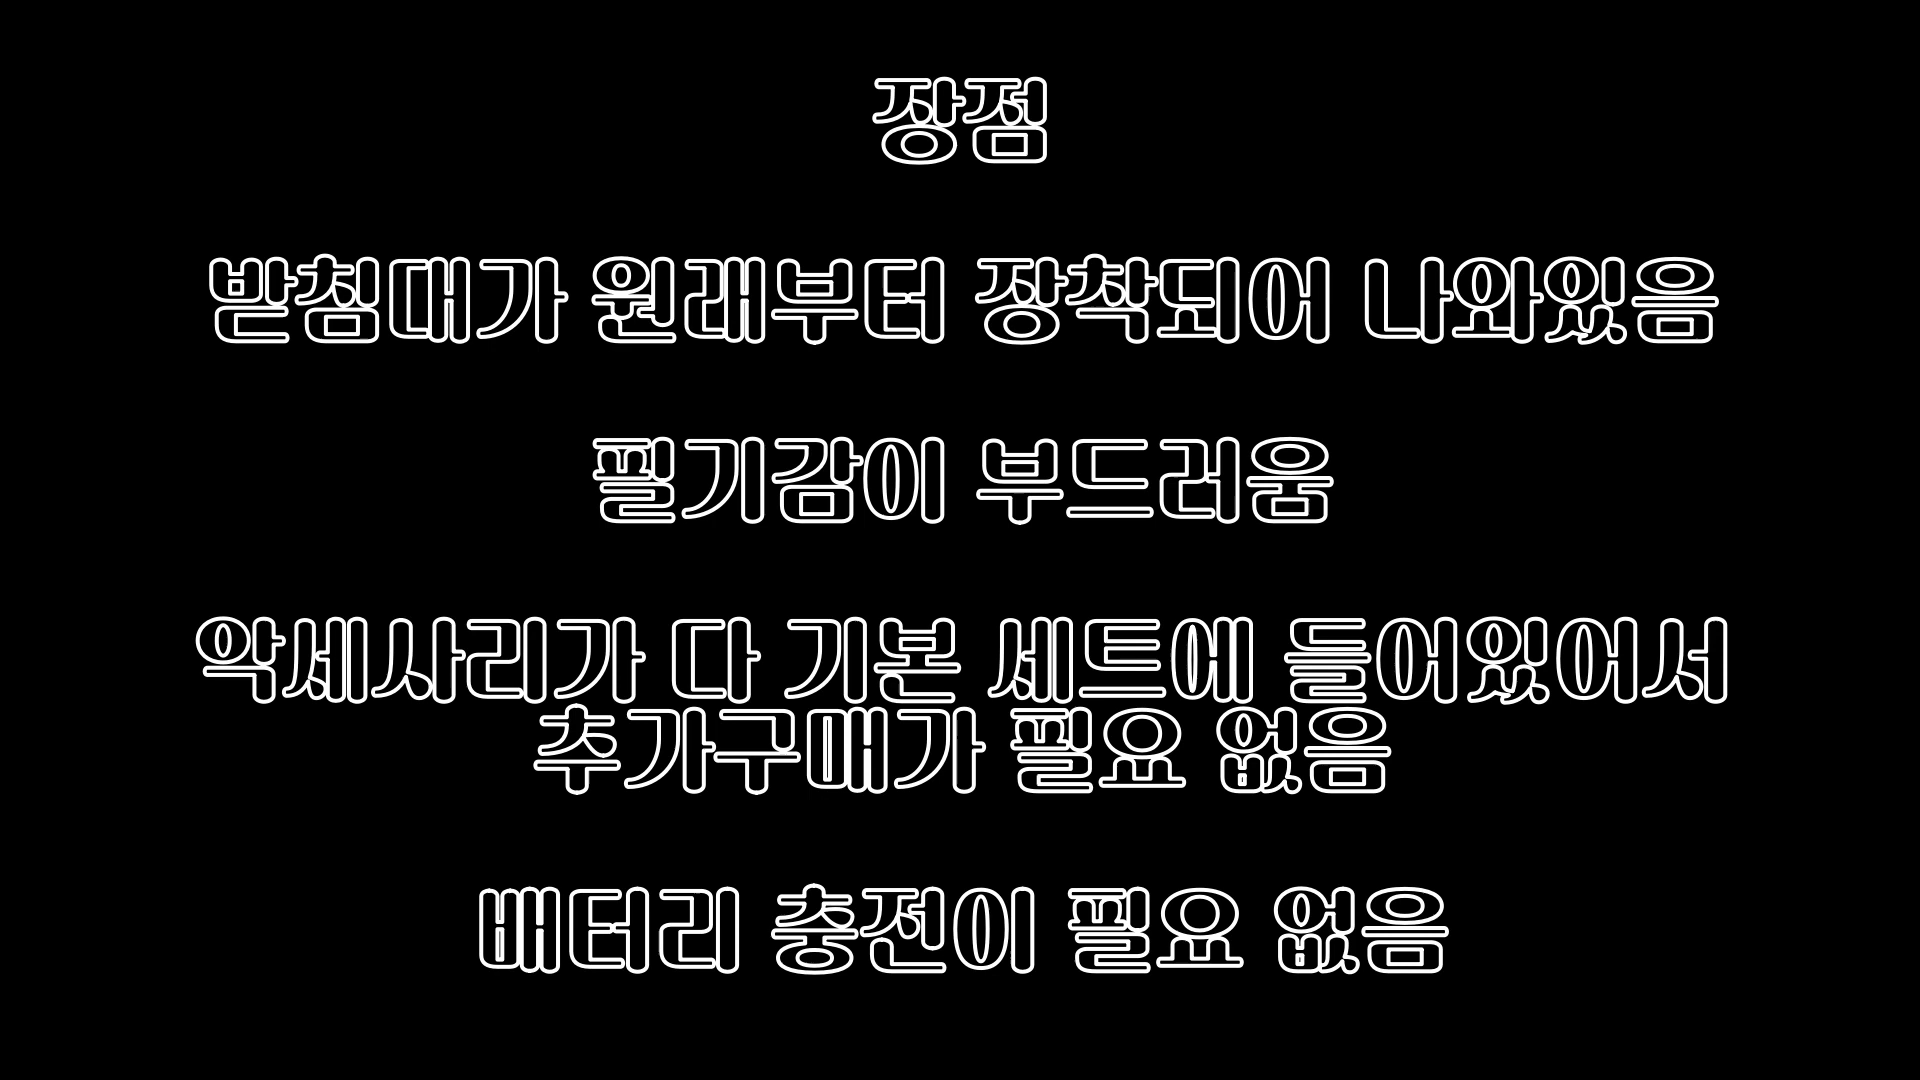 장점
받침대가 원래부터 장착되어 나와있음
필기감이 부드러움
악세사리가 다 기본 세트에 들어있어서
추가구매가 필요 없음
배터리 충전이 필요 없음